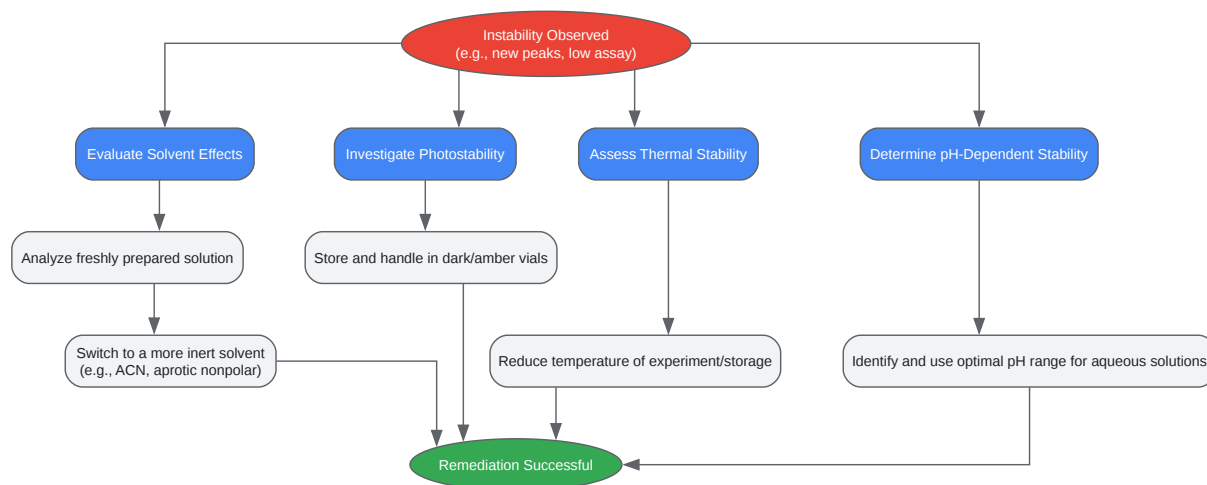 Instability Observed
(e.g., new peaks, low assay)
Evaluate Solvent Effects
Investigate Photostability
Assess Thermal Stability
Determine pH-Dependent Stability
Analyze freshly prepared solution
Store and handle in dark/amber vials
Switch to a more inert solvent
(e.g., ACN, aprotic nonpolar)
Reduce temperature of experiment/storage
Identify and use optimal pH range for aqueous solutions
Remediation Successful